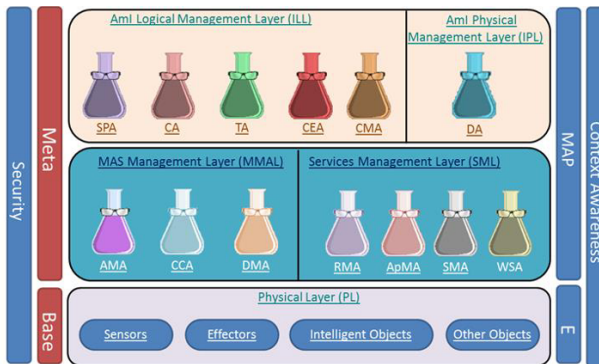 AmI Logical Management Layer (ILL)
AmI Physical
Management Layer (IPL)
SPA
CA
TA
CEA
CMA
DA
Security
Meta
MAP
Context Awareness
MAS Management Layer (MMAL)
Services Management Layer (SML)
AMA
CCA
DMA
RMA
ApMA
SMA
WSA
Base
Physical Layer (PL)
E
Sensors
Effectors
Intelligent Objects
Other Objects